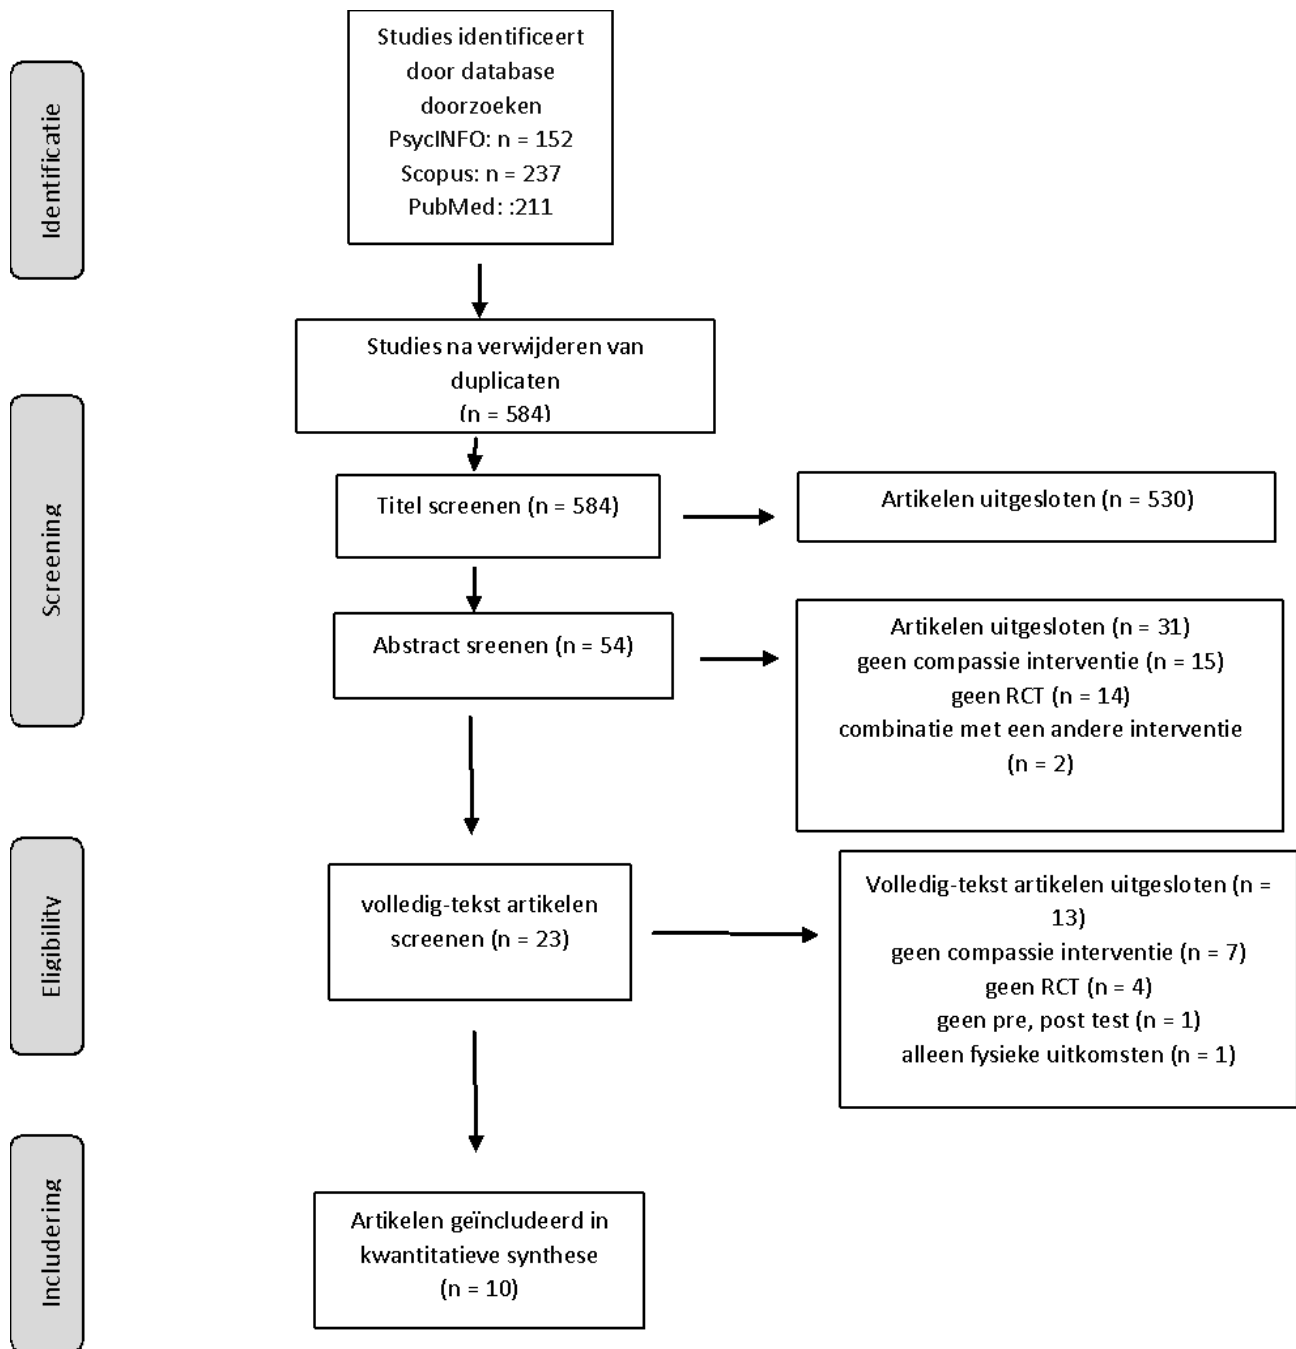 Identificatie
Studies identificeert
door database
doorzoeken
PsycINFO: n = 152
Scopus: n = 237
PubMed: :211
Screening
Studies na verwijderen van
duplicaten
(n = 584)
Titel screenen (n = 584)
Artikelen uitgesloten (n = 530)
Abstract sreenen (n = 54)
Artikelen uitgesloten (n = 31)
geen compassie interventie (n = 15)
geen RCT (n = 14)
combinatie met een andere interventie
(n = 2)
Eligibility
volledig-tekst artikelen
screenen (n = 23)
Volledig-tekst artikelen uitgesloten (n =
13)
geen compassie interventie (n = 7)
geen RCT (n = 4)
geen pre, post test (n = 1)
alleen fysieke uitkomsten (n = 1)
Includering
Artikelen geïncludeerd in
kwantitatieve synthese
(n = 10)